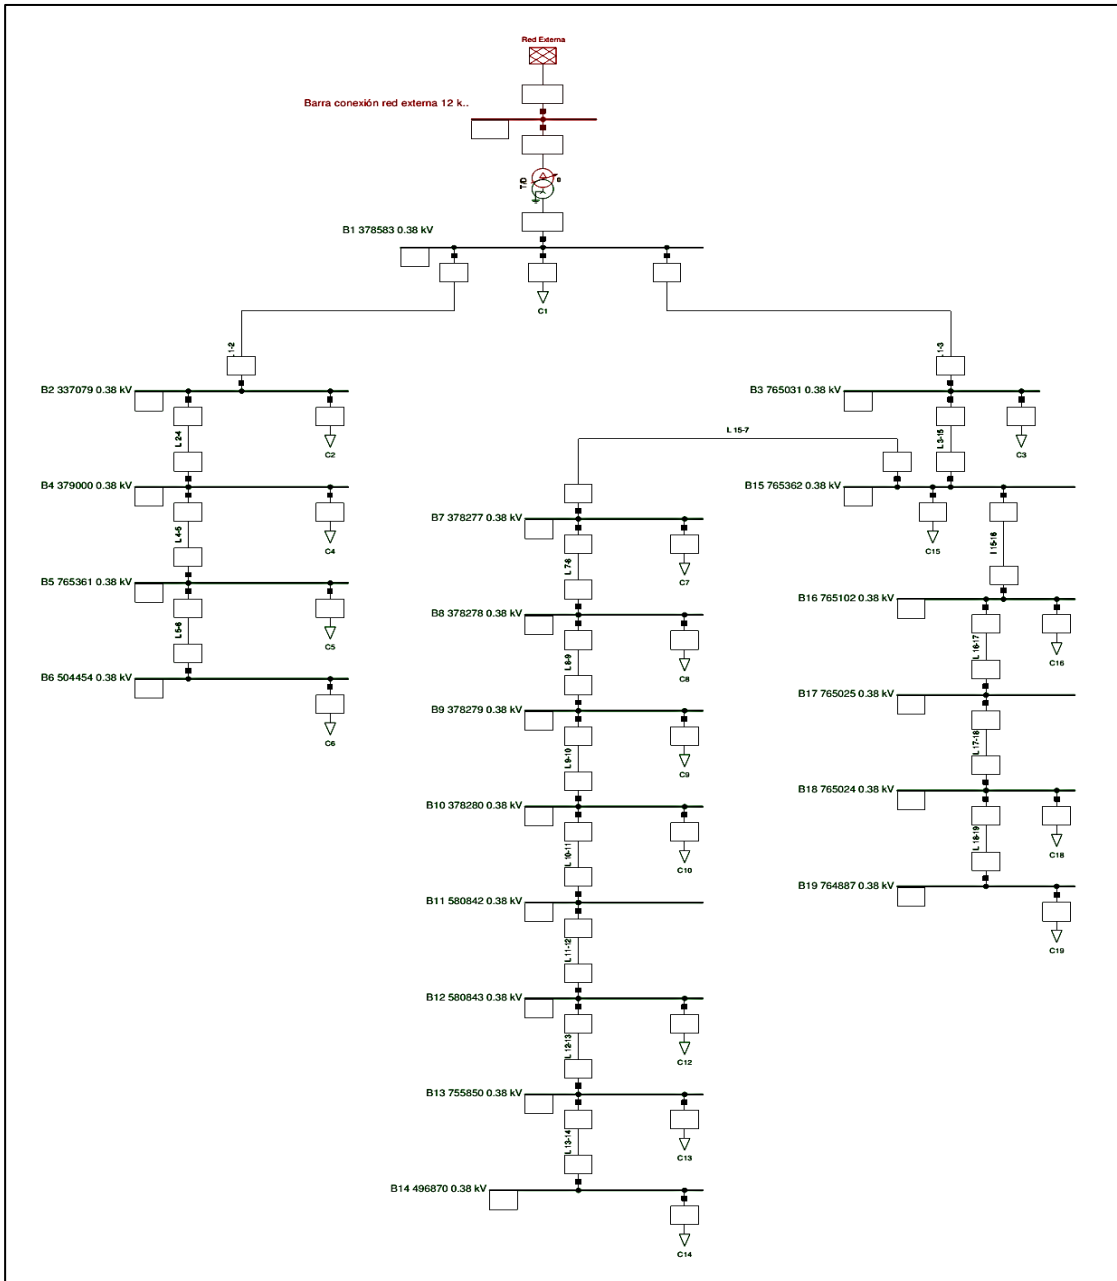 Red Externa
Barra conexión red externa 12 k..
T/D
B1 378583 0.38 kV
C1
1-2
1-3
B2 337079 0.38 kV
C2
B3 765031 0.38 kV
C3
L 2-4
L 3-15
L 15-7
B4 379000 0.38 kV
C4
B15 765362 0.38 kV
C15
L 4-5
B7 378277 0.38 kV
C7
l 15-16
L 7-8
B5 765361 0.38 kV
C5
B16 765102 0.38 kV
C16
L 5-6
B8 378278 0.38 kV
C8
L 16-17
L 8-9
B6 504454 0.38 kV
C6
B17 765025 0.38 kV
B9 378279 0.38 kV
C9
L 17-18
L 9-10
B18 765024 0.38 kV
C18
B10 378280 0.38 kV
C10
L 18-19
L 10-11
B19 764887 0.38 kV
C19
B11 580842 0.38 kV
L 11-12
B12 580843 0.38 kV
C12
L 12-13
B13 755850 0.38 kV
C13
L 13-14
B14 496870 0.38 kV
C14